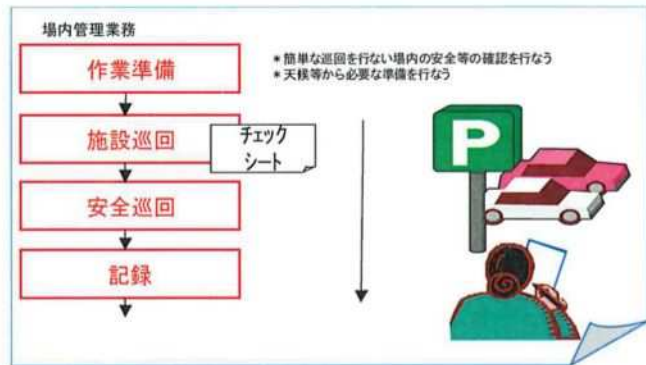 場内管理業務
作業準備
*簡単な巡回を行ない場内の安全等の確認を行なう
*天候等から必要な準備を行なう
施設巡回
チェック
シート
P
安全巡回
記録